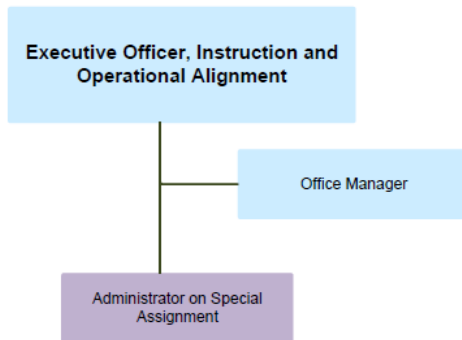 Executive Officer, Instruction and
Operational Alignment
Office Manager
Administrator on Special
Assignment